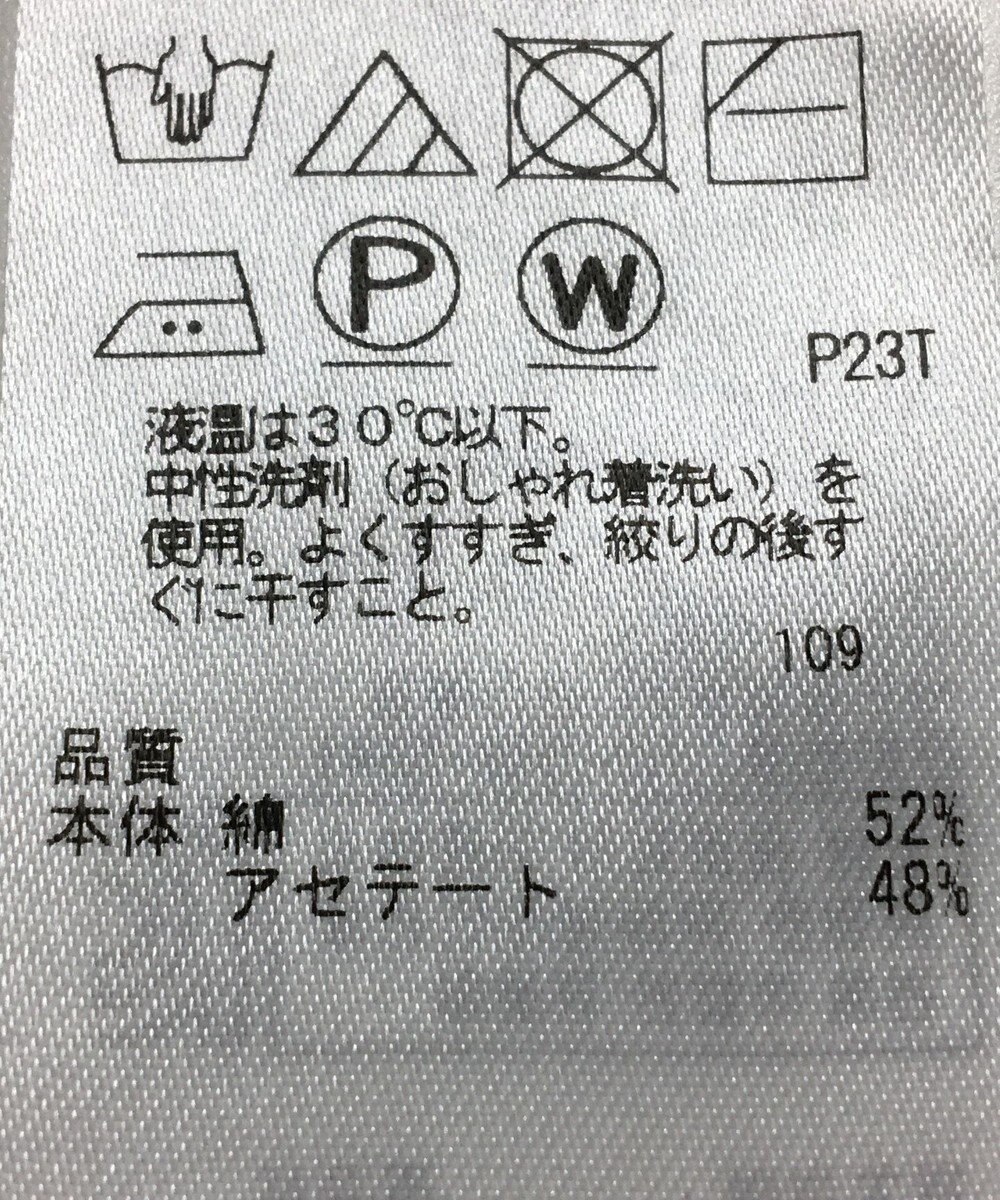 P W
P23T
液温は30℃以下。
中性洗剤（おしゃれ着洗い）を
使用。よくすすぎ、絞りの後す
ぐに干すこと。
109
品質
本体 綿 52%
アセテート 48%